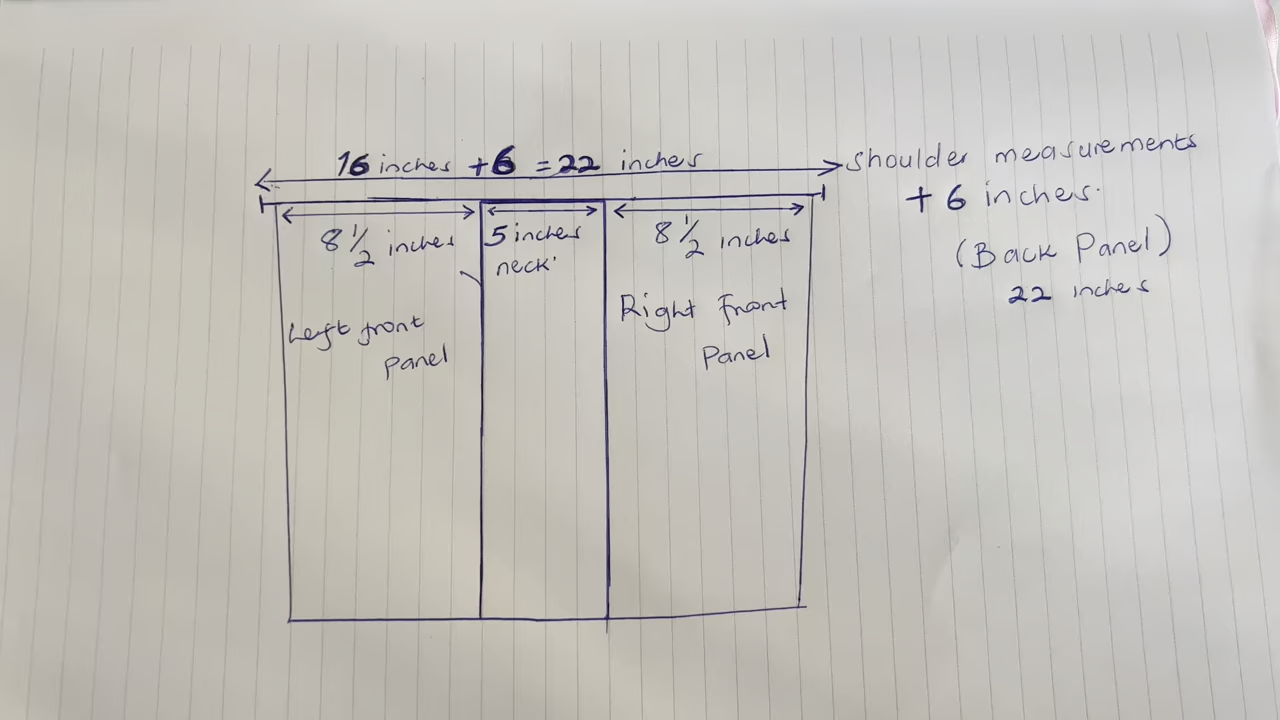 16 inches +6 = 22 inches
shoulder measurements
+ 6 inches.
(Back Panel)
22 inches
8 1/2 inches
5 inches
neck
8 1/2 inches
Left front
Panel
Right front
Panel